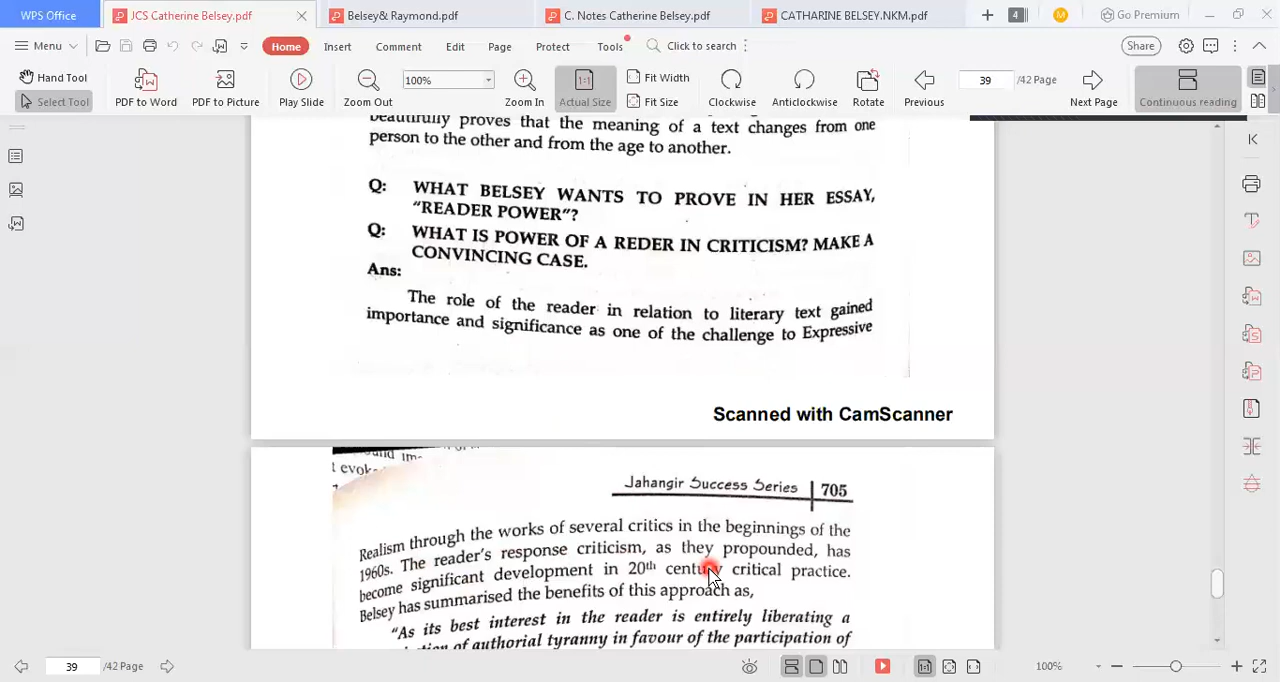 WPS Office
JCS Catherine Belsey.pdf
Belsey& Raymond.pdf
C. Notes Catherine Belsey.pdf
CATHARINE BELSEY.NKM.pdf
4
M
Go Premium
Menu
Home
Insert
Comment
Edit
Page
Protect
Tools
Click to search
Share
Hand Tool
Select Tool
PDF to Word
PDF to Picture
Play Slide
Zoom Out
100%
Zoom In
Actual Size
Fit Width
Fit Size
Clockwise
Anticlockwise
Rotate
Previous
39
/42 Page
Next Page
Continuous reading
beautifully proves that the meaning of a text changes from one
person to the other and from the age to another.
Q: WHAT BELSEY WANTS TO PROVE IN HER ESSAY,
"READER POWER"?
Q: WHAT IS POWER OF A REDER IN CRITICISM? MAKE A
CONVINCING CASE.
Ans:
The role of the reader in relation to literary text gained
importance and significance as one of the challenge to Expressive
Scanned with CamScanner
t evok
Jahangir Success Series 705
Realism through the works of several critics in the beginnings of the
1960s. The reader's response criticism, as they propounded, has
become significant development in 20th century critical practice.
Belsey has summarised the benefits of this approach as,
"As its best interest in the reader is entirely liberating a
of authorial tyranny in favour of the participation of
39
/42 Page
100%